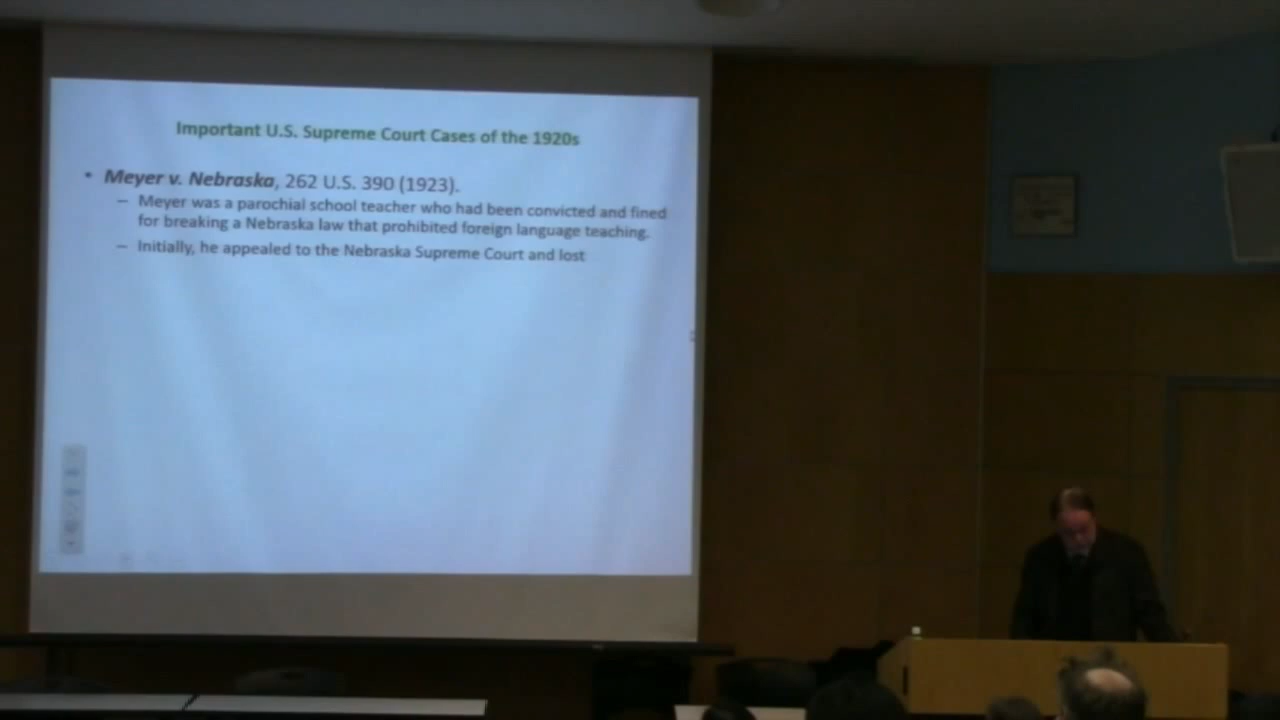 Important U.S. Supreme Court Cases of the 1920s
• Meyer v. Nebraska, 262 U.S. 390 (1923).
– Meyer was a parochial school teacher who had been convicted and fined
for breaking a Nebraska law that prohibited foreign language teaching.
– Initially, he appealed to the Nebraska Supreme Court and lost